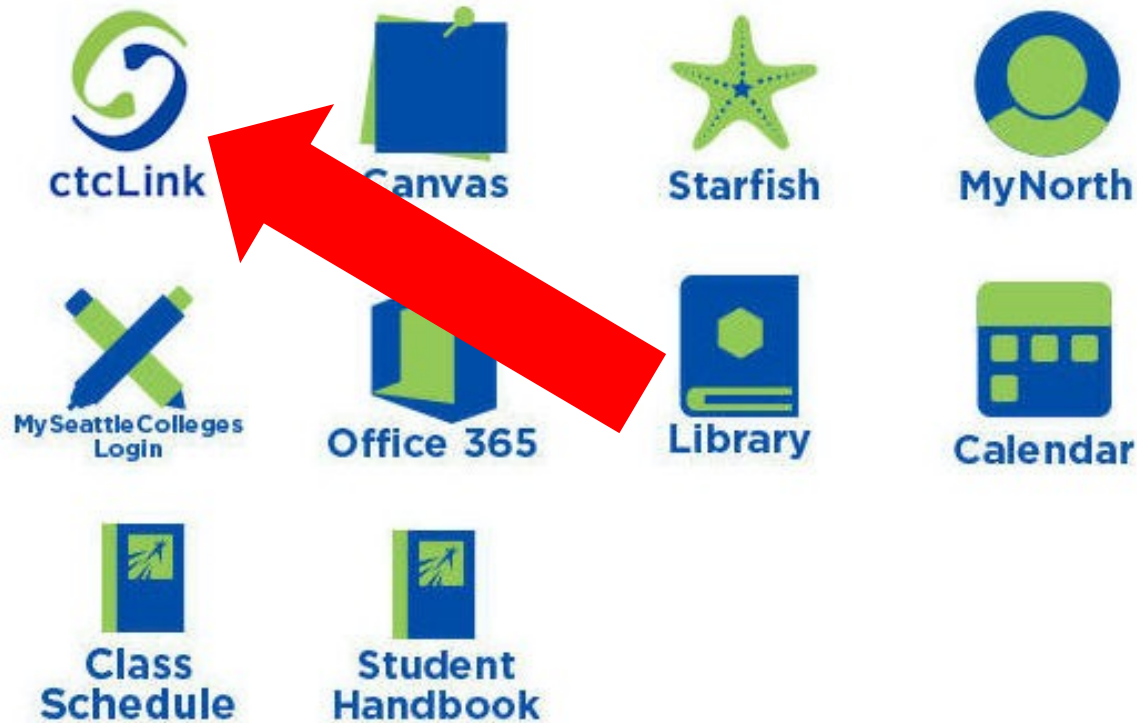 ctcLink
Canvas
Starfish
MyNorth
MySeattleColleges
Login
Office 365
Library
Calendar
Class
Schedule
Student
Handbook